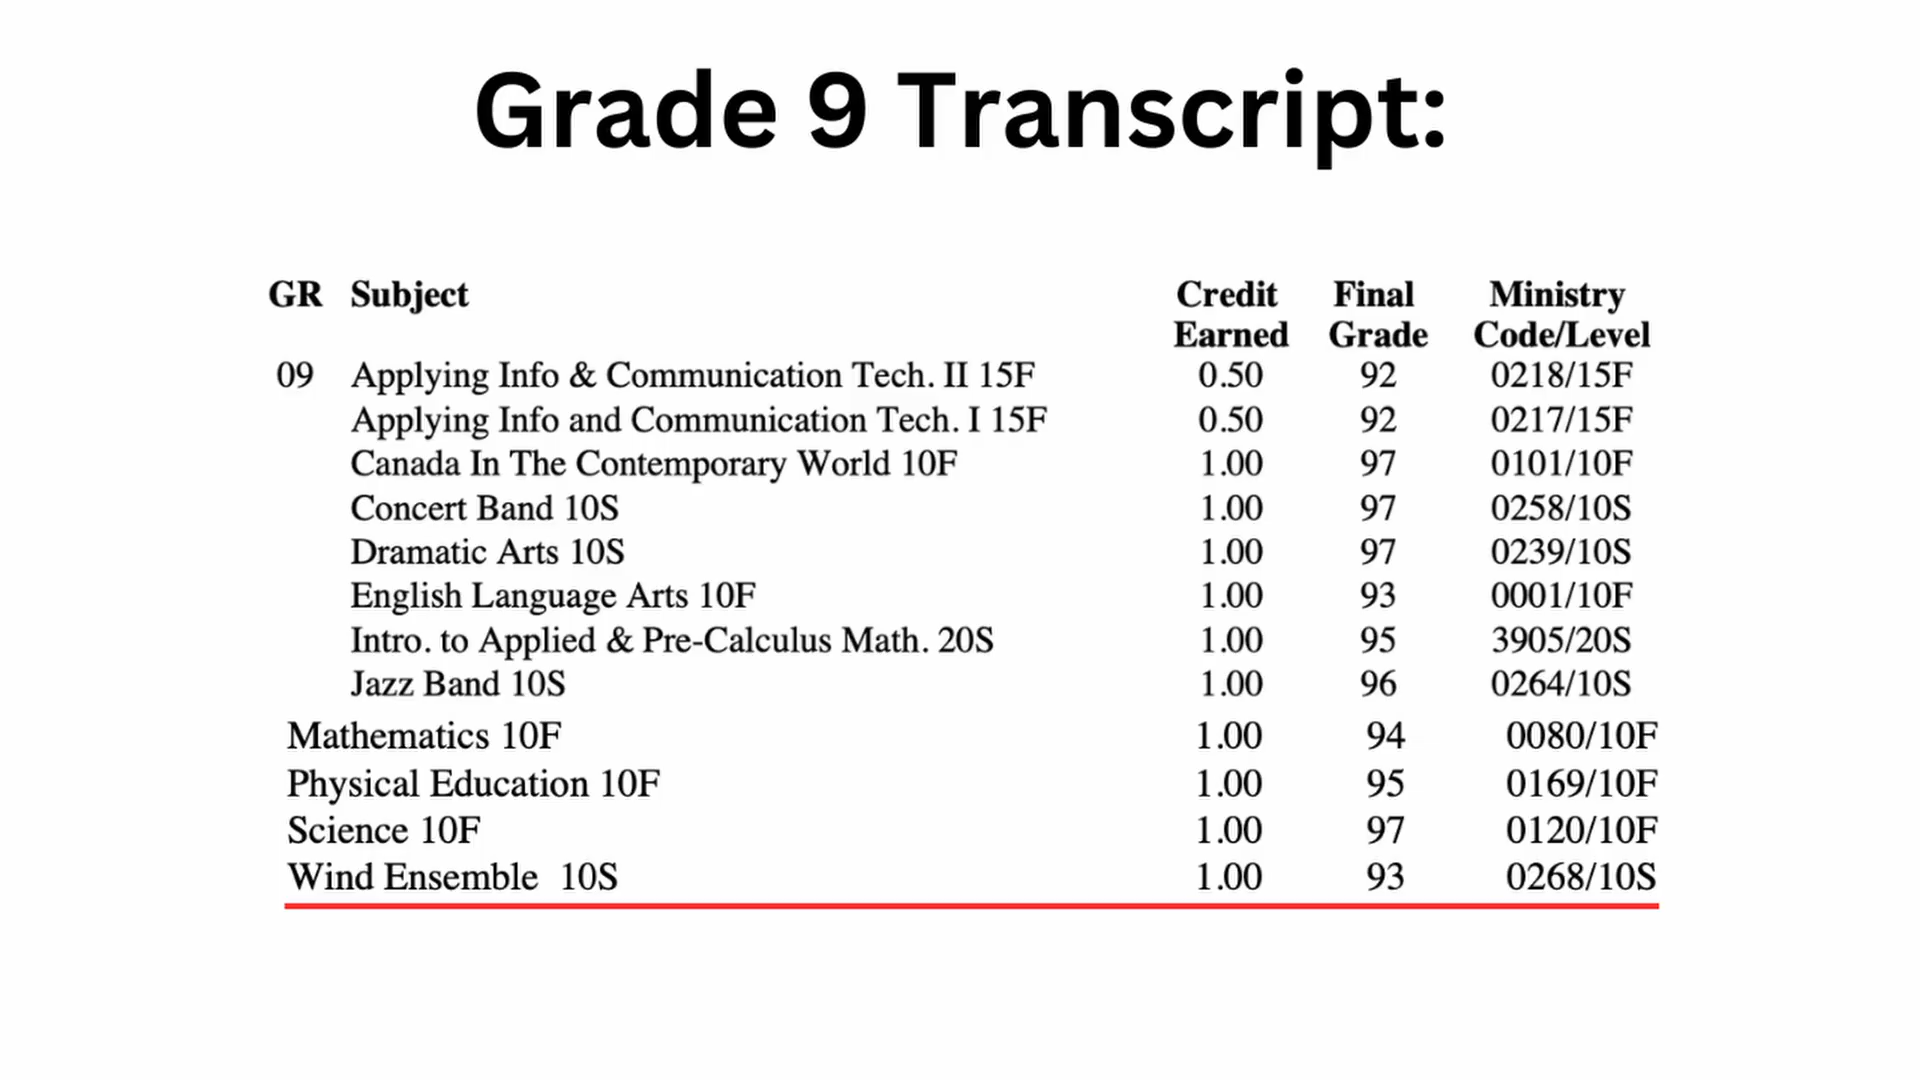 Grade 9 Transcript:
GR Subject Credit Final Ministry
Earned Grade Code/Level
09 Applying Info & Communication Tech. II 15F 0.50 92 0218/15F
Applying Info and Communication Tech. I 15F 0.50 92 0217/15F
Canada In The Contemporary World 10F 1.00 97 0101/10F
Concert Band 10S 1.00 97 0258/10S
Dramatic Arts 10S 1.00 97 0239/10S
English Language Arts 10F 1.00 93 0001/10F
Intro. to Applied & Pre-Calculus Math. 20S 1.00 95 3905/20S
Jazz Band 10S 1.00 96 0264/10S
Mathematics 10F 1.00 94 0080/10F
Physical Education 10F 1.00 95 0169/10F
Science 10F 1.00 97 0120/10F
Wind Ensemble 10S 1.00 93 0268/10S